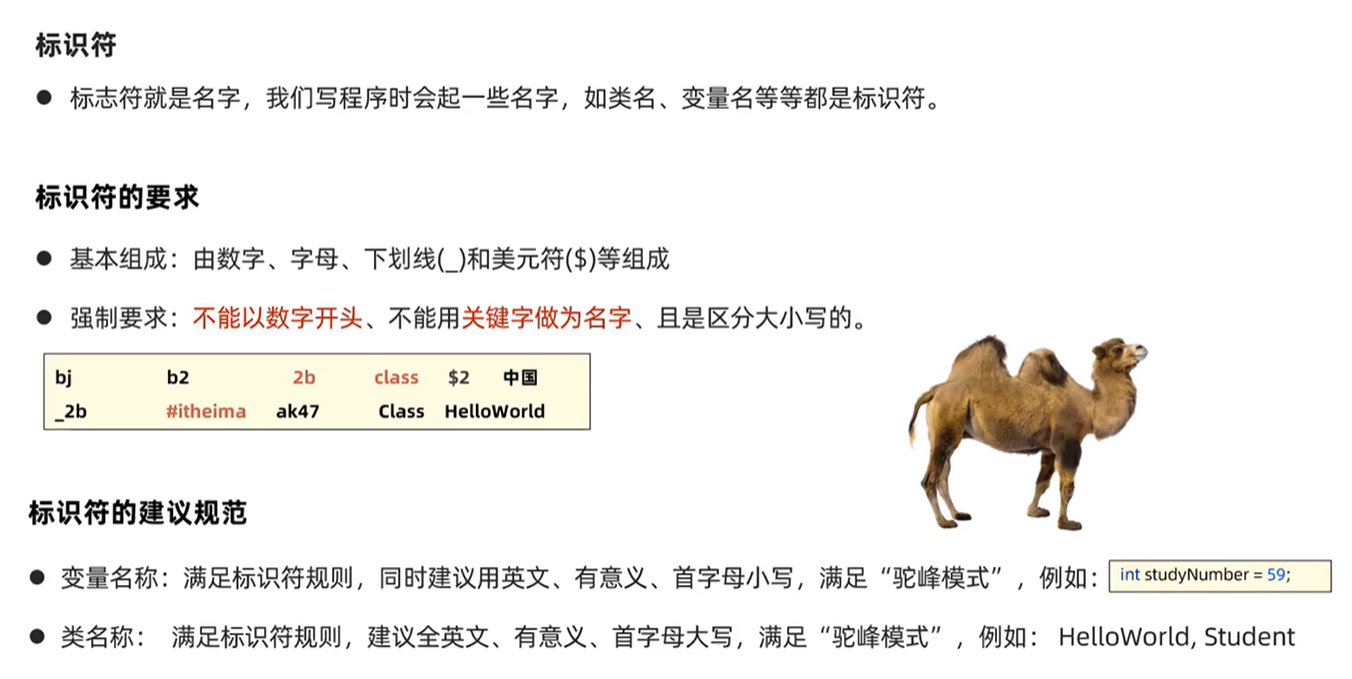 标识符
● 标志符就是名字，我们写程序时会起一些名字，如类名、变量名等等都是标识符。
标识符的要求
● 基本组成：由数字、字母、下划线(_)和美元符($)等组成
● 强制要求：不能以数字开头、不能用关键字做为名字、且是区分大小写的。
bj b2 2b class $2 中国
_2b #itheima ak47 Class HelloWorld
标识符的建议规范
● 变量名称：满足标识符规则，同时建议用英文、有意义、首字母小写，满足“驼峰模式”，例如： int studyNumber = 59;
● 类名称： 满足标识符规则，建议全英文、有意义、首字母大写，满足“驼峰模式”，例如： HelloWorld, Student